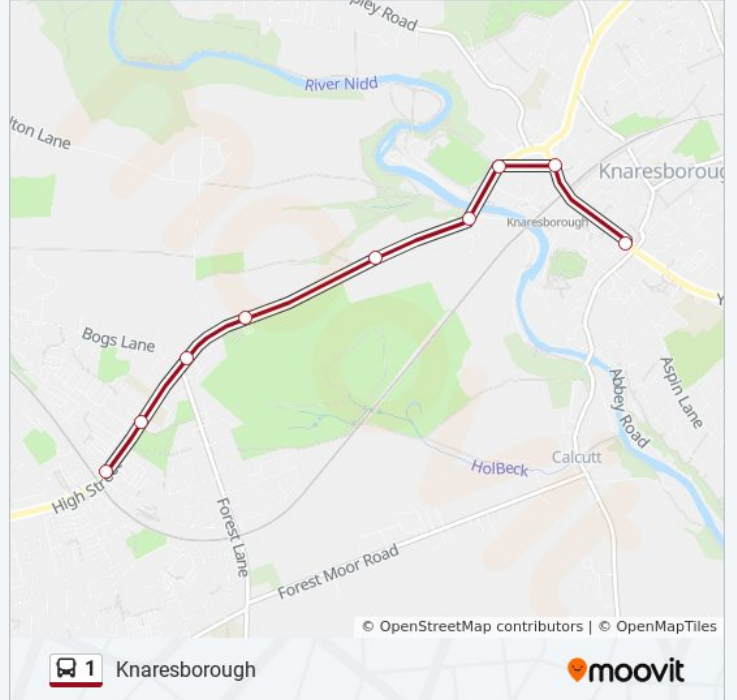 pley Road
River Nidd
lton Lane
Knaresboroug
Knaresborough
Bogs Lane
Abbey Road
Aspin Lane
Calcutt
HolBeck
High Street
Forest Lane
Forest Moor Road
© OpenStreetMap contributors | © OpenMapTiles
1 Knaresborough
moovit